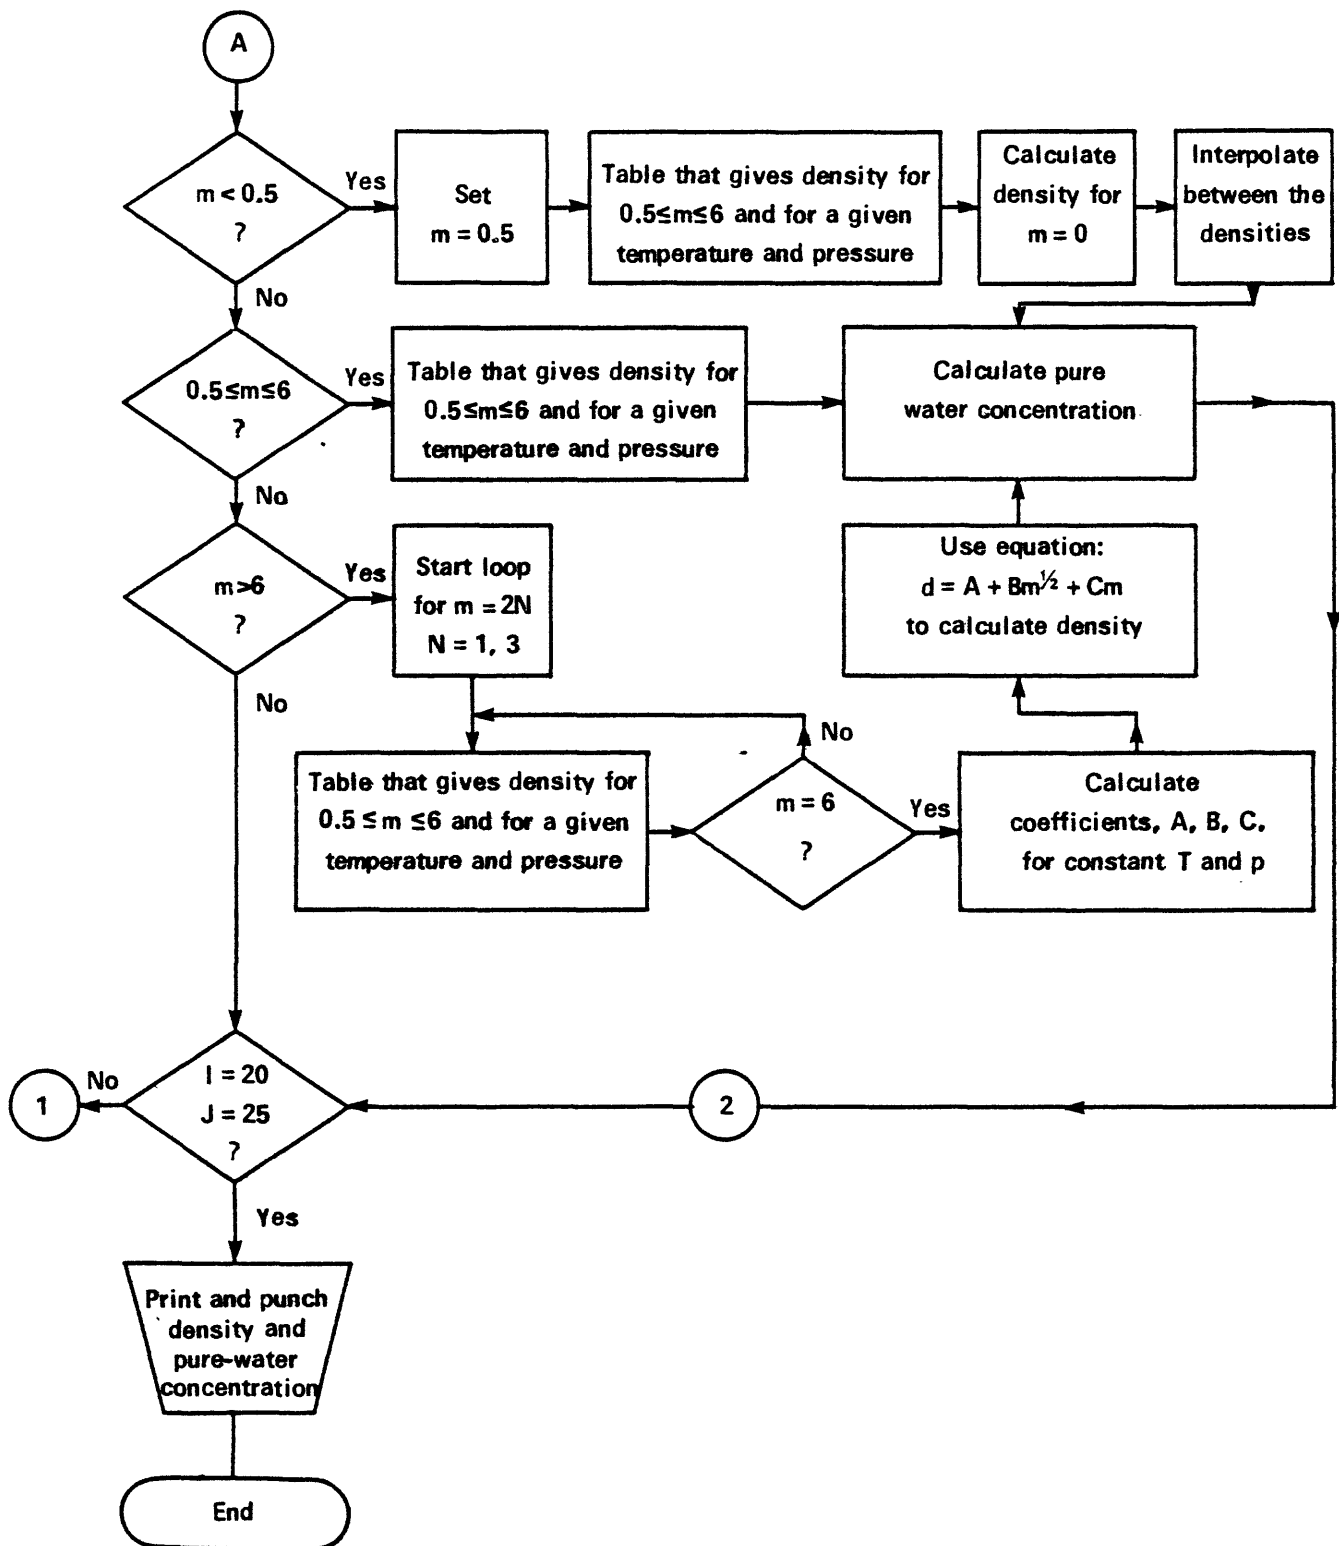 A
m < 0.5
?
Yes
Set
m = 0.5
Table that gives density for
0.5≤m≤6 and for a given
temperature and pressure
Calculate
density for
m = 0
Interpolate
between the
densities
No
0.5≤m≤6
?
Yes
Table that gives density for
0.5≤m≤6 and for a given
temperature and pressure
Calculate pure
water concentration
No
m>6
?
Yes
Start loop
for m = 2N
N = 1, 3
Use equation:
d = A + Bm½ + Cm
to calculate density
No
Table that gives density for
0.5 ≤ m ≤6 and for a given
temperature and pressure
m = 6
?
No
Yes
Calculate
coefficients, A, B, C,
for constant T and p
1
No
I = 20
J = 25
?
2
Yes
Print and punch
density and
pure-water
concentration
End